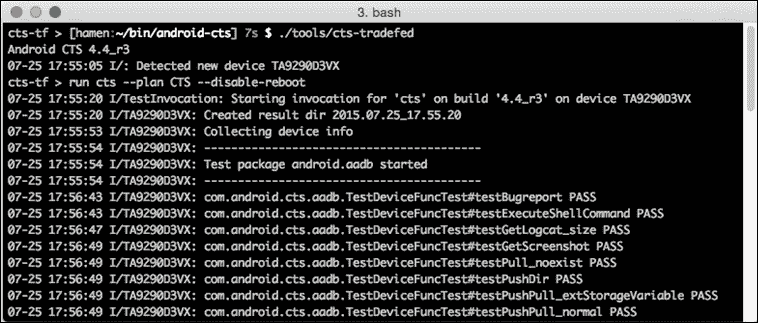 3. bash
cts-tf > [hamen:~/bin/android-cts] 7s $ ./tools/cts-tradefed
Android CTS 4.4_r3
07-25 17:55:05 I/: Detected new device TA9290D3VX
cts-tf > run cts --plan CTS --disable-reboot
07-25 17:55:20 I/TestInvocation: Starting invocation for 'cts' on build '4.4_r3' on device TA9290D3VX
07-25 17:55:20 I/TA9290D3VX: Created result dir 2015.07.25_17.55.20
07-25 17:55:53 I/TA9290D3VX: Collecting device info
07-25 17:55:54 I/TA9290D3VX: -----------------------------------------
07-25 17:55:54 I/TA9290D3VX: Test package android.aadb started
07-25 17:55:54 I/TA9290D3VX: -----------------------------------------
07-25 17:56:43 I/TA9290D3VX: com.android.cts.aadb.TestDeviceFuncTest#testBugreport PASS
07-25 17:56:43 I/TA9290D3VX: com.android.cts.aadb.TestDeviceFuncTest#testExecuteShellCommand PASS
07-25 17:56:47 I/TA9290D3VX: com.android.cts.aadb.TestDeviceFuncTest#testGetLogcat_size PASS
07-25 17:56:49 I/TA9290D3VX: com.android.cts.aadb.TestDeviceFuncTest#testGetScreenshot PASS
07-25 17:56:49 I/TA9290D3VX: com.android.cts.aadb.TestDeviceFuncTest#testPull_noexist PASS
07-25 17:56:49 I/TA9290D3VX: com.android.cts.aadb.TestDeviceFuncTest#testPushDir PASS
07-25 17:56:49 I/TA9290D3VX: com.android.cts.aadb.TestDeviceFuncTest#testPushPull_extStorageVariable PASS
07-25 17:56:49 I/TA9290D3VX: com.android.cts.aadb.TestDeviceFuncTest#testPushPull_normal PASS